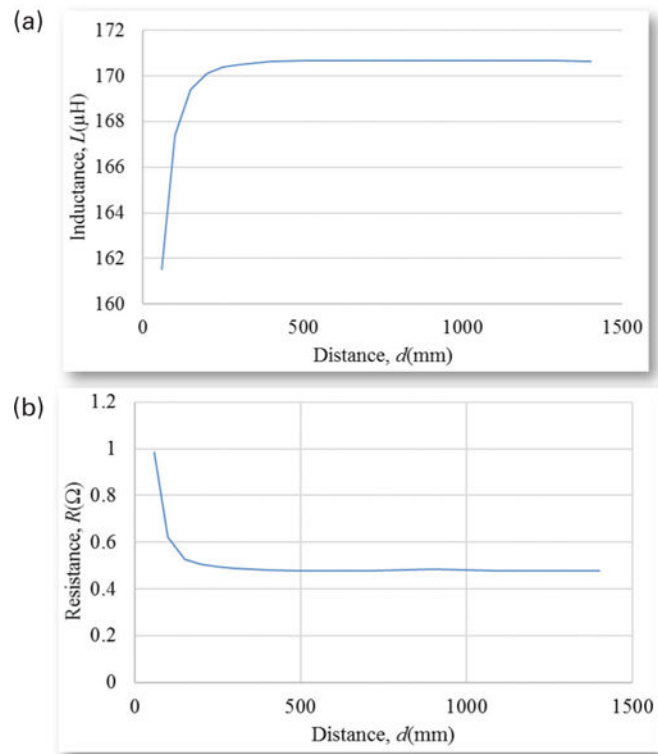 (a)
172
170
168
166
164
162
160
Inductance, L(µH)
0 500 1000 1500
Distance, d(mm)
(b)
1.2
1
0.8
0.6
0.4
0.2
0
Resistance, R(Ω)
0 500 1000 1500
Distance, d(mm)